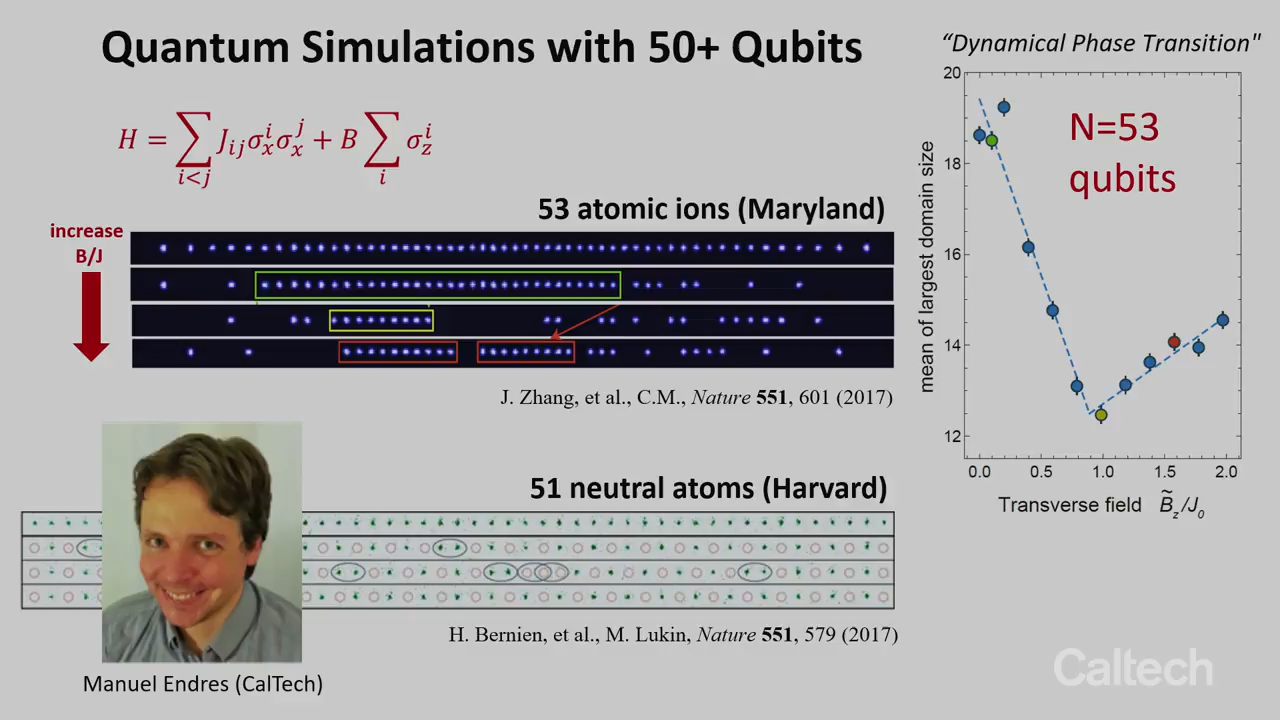 Quantum Simulations with 50+ Qubits
H = ∑ J_ij σ_x^i σ_x^j + B ∑ σ_z^i
i<j
i
increase
B/J
53 atomic ions (Maryland)
J. Zhang, et al., C.M., Nature 551, 601 (2017)
51 neutral atoms (Harvard)
H. Bernien, et al., M. Lukin, Nature 551, 579 (2017)
Manuel Endres (CalTech)
“Dynamical Phase Transition"
N=53
qubits
mean of largest domain size
20
18
16
14
12
0.0 0.5 1.0 1.5 2.0
Transverse field B̃_z/J_0
Caltech